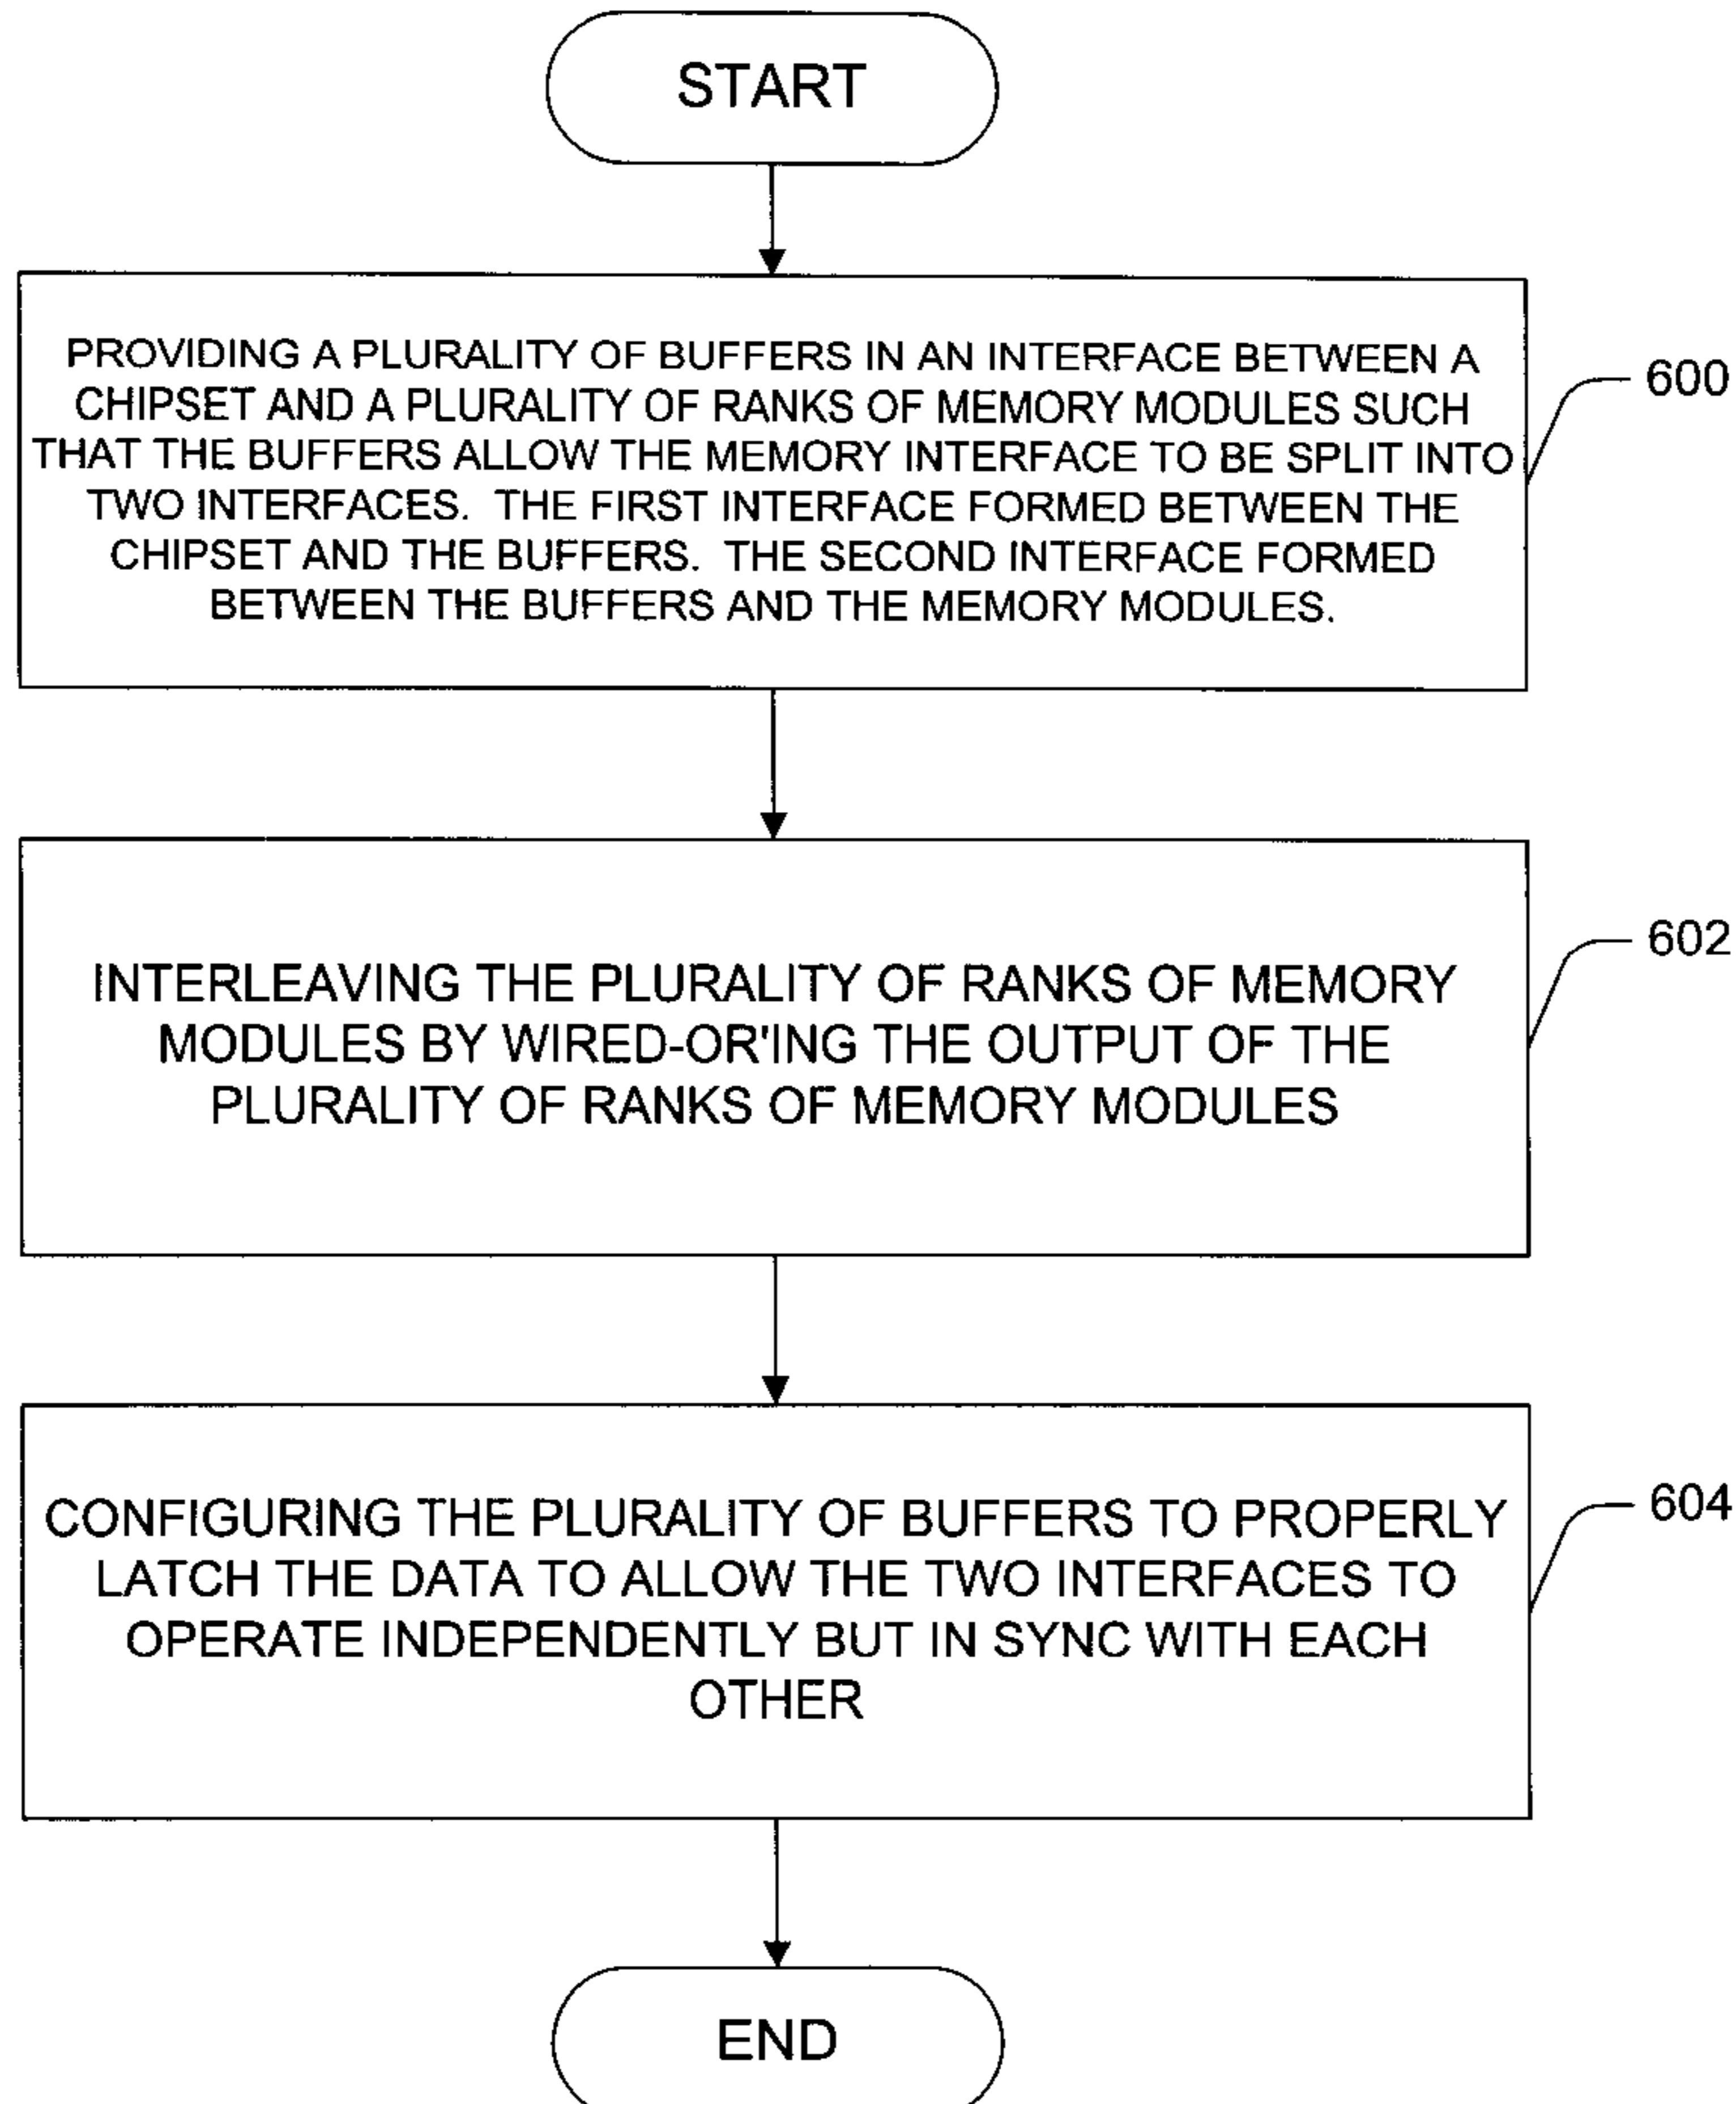 START
PROVIDING A PLURALITY OF BUFFERS IN AN INTERFACE BETWEEN A
CHIPSET AND A PLURALITY OF RANKS OF MEMORY MODULES SUCH
THAT THE BUFFERS ALLOW THE MEMORY INTERFACE TO BE SPLIT INTO
TWO INTERFACES. THE FIRST INTERFACE FORMED BETWEEN THE
CHIPSET AND THE BUFFERS. THE SECOND INTERFACE FORMED
BETWEEN THE BUFFERS AND THE MEMORY MODULES.
600
INTERLEAVING THE PLURALITY OF RANKS OF MEMORY
MODULES BY WIRED-OR'ING THE OUTPUT OF THE
PLURALITY OF RANKS OF MEMORY MODULES
602
CONFIGURING THE PLURALITY OF BUFFERS TO PROPERLY
LATCH THE DATA TO ALLOW THE TWO INTERFACES TO
OPERATE INDEPENDENTLY BUT IN SYNC WITH EACH
OTHER
604
END